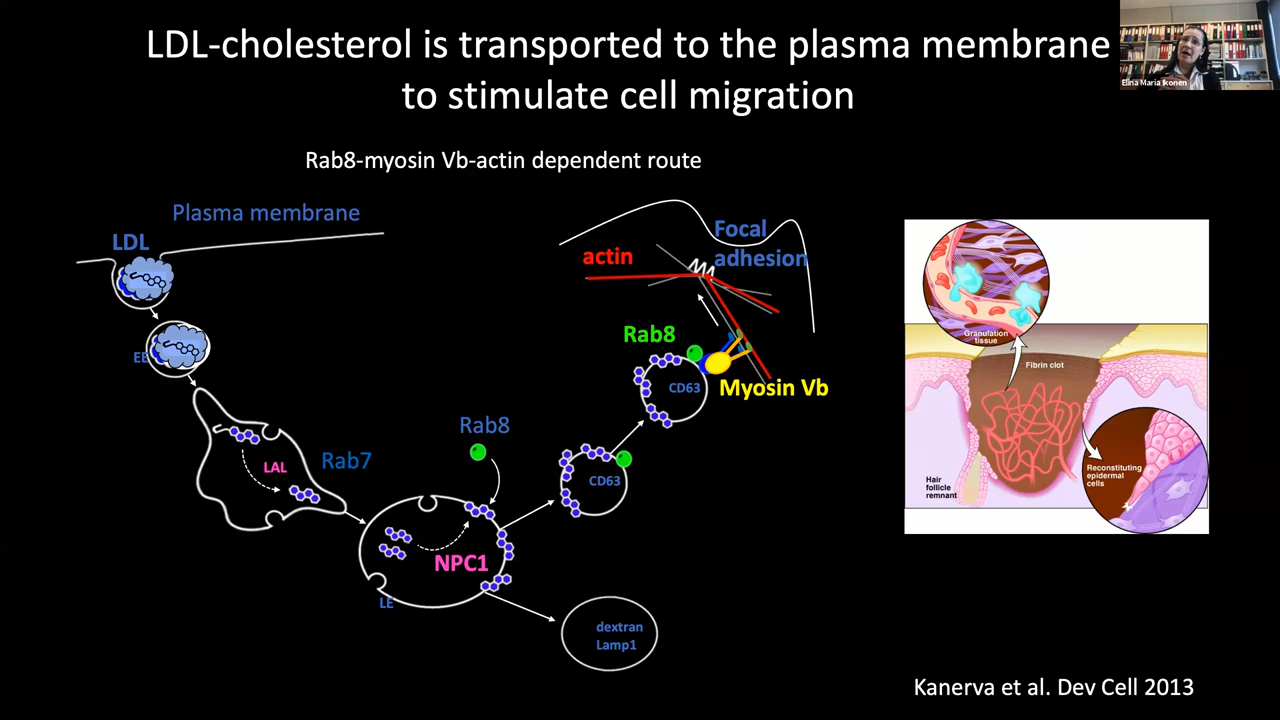 LDL-cholesterol is transported to the plasma membrane
to stimulate cell migration
Elina Maria Ikonen
Rab8-myosin Vb-actin dependent route
Plasma membrane
LDL
EE
LAL
Rab7
Rab8
NPC1
LE
CD63
dextran
Lamp1
Rab8
CD63
Myosin Vb
actin
Focal
adhesion
Granulation
tissue
Fibrin clot
Reconstituting
epidermal
cells
Hair
follicle
remnant
Kanerva et al. Dev Cell 2013